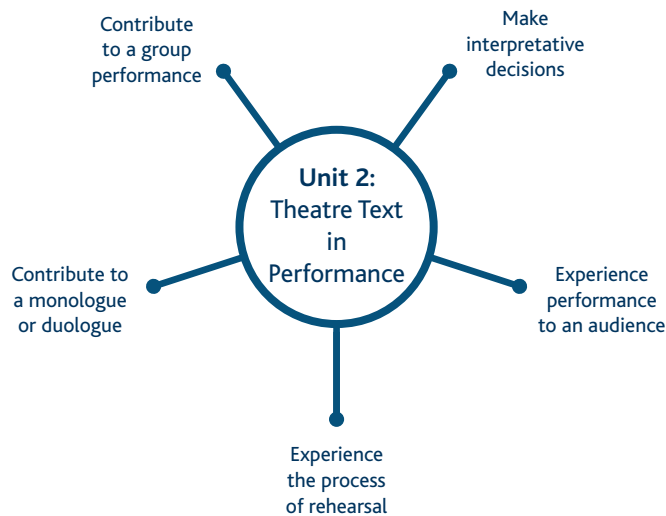 Contribute
to a group
performance
Make
interpretative
decisions
Unit 2:
Theatre Text
in
Performance
Contribute to
a monologue
or duologue
Experience
performance
to an audience
Experience
the process
of rehearsal